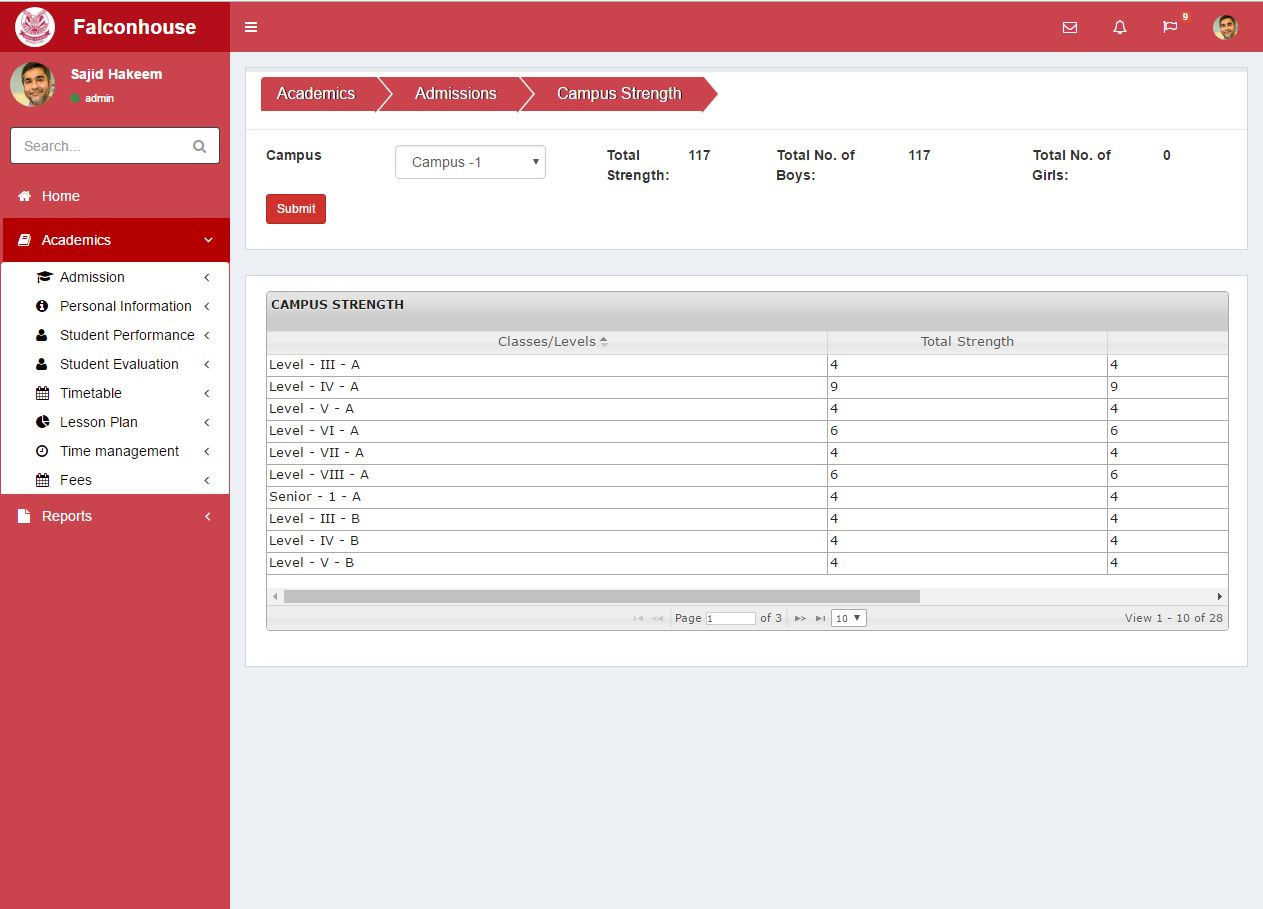 Falconhouse
9
Sajid Hakeem
admin
Search...
Home
Academics
Admission
Personal Information
Student Performance
Student Evaluation
Timetable
Lesson Plan
Time management
Fees
Reports
Academics Admissions Campus Strength
Campus Campus -1 Total Strength: 117 Total No. of Boys: 117 Total No. of Girls: 0
Submit
CAMPUS STRENGTH
Classes/Levels Total Strength
Level - III - A 4 4
Level - IV - A 9 9
Level - V - A 4 4
Level - VI - A 6 6
Level - VII - A 4 4
Level - VIII - A 6 6
Senior - 1 - A 4 4
Level - III - B 4 4
Level - IV - B 4 4
Level - V - B 4 4
Page 1 of 3 10 View 1 - 10 of 28